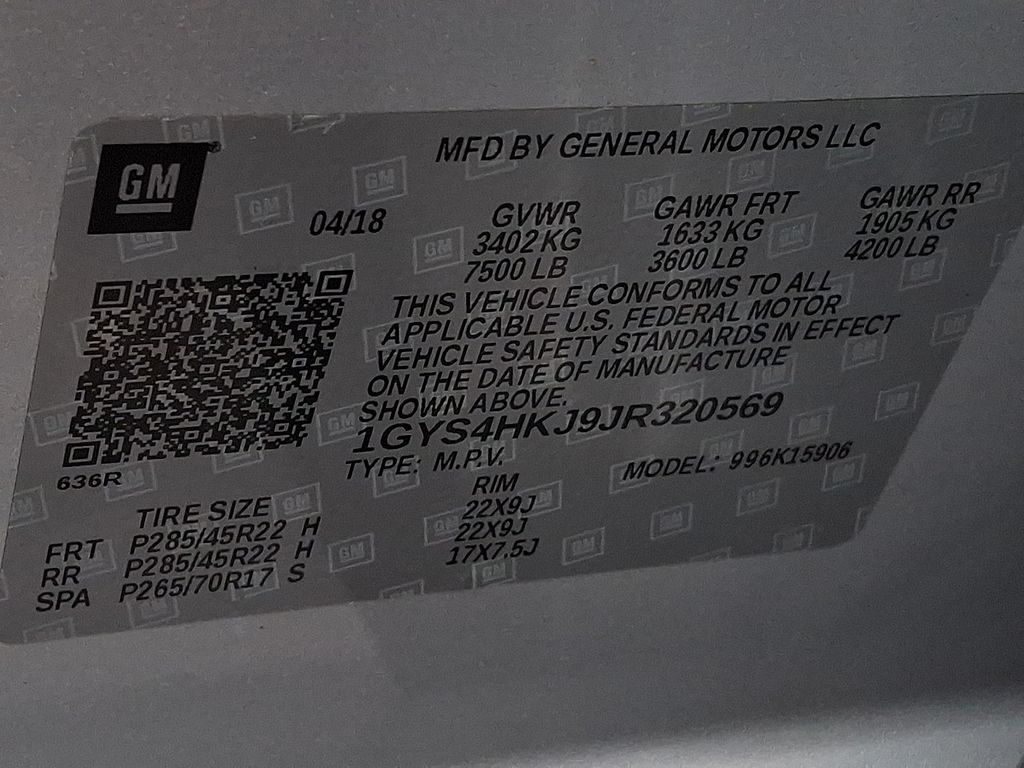 GM
MFD BY GENERAL MOTORS LLC
04/18
GVWR GAWR FRT GAWR RR
3402 KG 1633 KG 1905 KG
7500 LB 3600 LB 4200 LB
THIS VEHICLE CONFORMS TO ALL
APPLICABLE U.S. FEDERAL MOTOR
VEHICLE SAFETY STANDARDS IN EFFECT
ON THE DATE OF MANUFACTURE
SHOWN ABOVE.
1GYS4HKJ9JR320569
TYPE: M.P.V. MODEL: 996K15906
636R
TIRE SIZE RIM
FRT P285/45R22 H 22X9J
RR P285/45R22 H 22X9J
SPA P265/70R17 S 17X7.5J